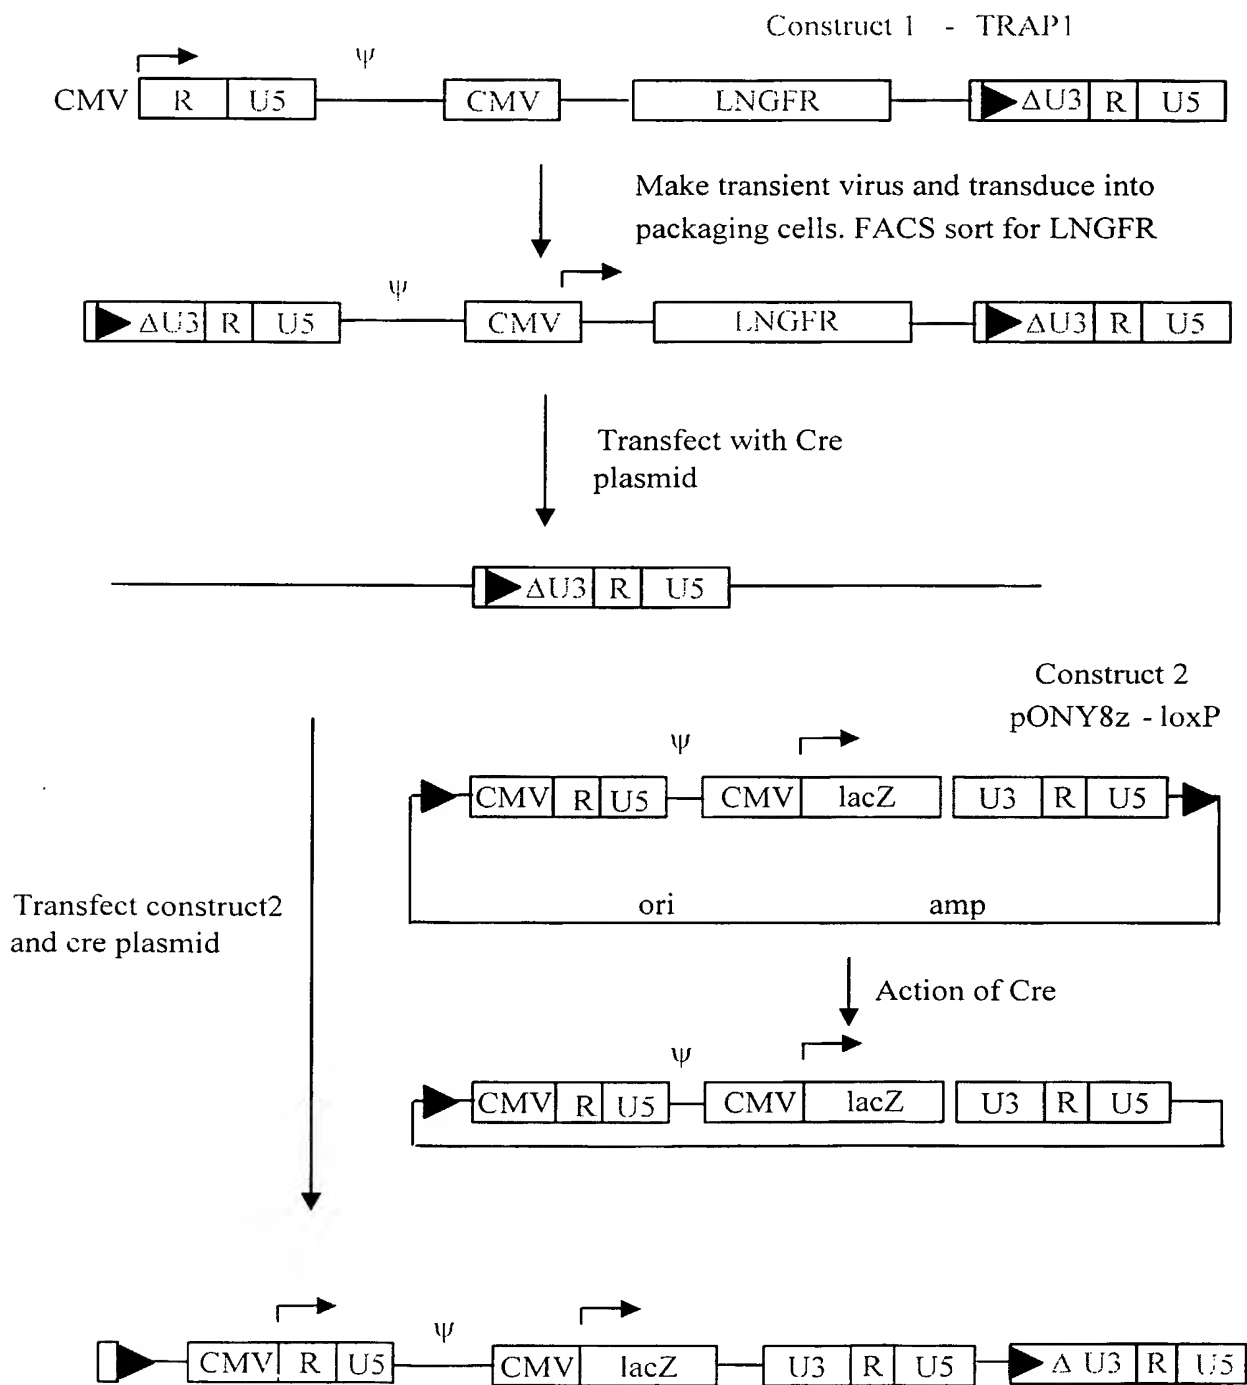 Construct 1 - TRAP1
ψ
CMV R U5 CMV LNGFR ΔU3 R U5
Make transient virus and transduce into
packaging cells. FACS sort for LNGFR
ψ
ΔU3 R U5 CMV LNGFR ΔU3 R U5
Transfect with Cre
plasmid
ΔU3 R U5
Construct 2
pONY8z - loxP
ψ
CMV R U5 CMV lacZ U3 R U5
ori amp
Transfect construct2
and cre plasmid
Action of Cre
ψ
CMV R U5 CMV lacZ U3 R U5
ψ
CMV R U5 CMV lacZ U3 R U5 Δ U3 R U5